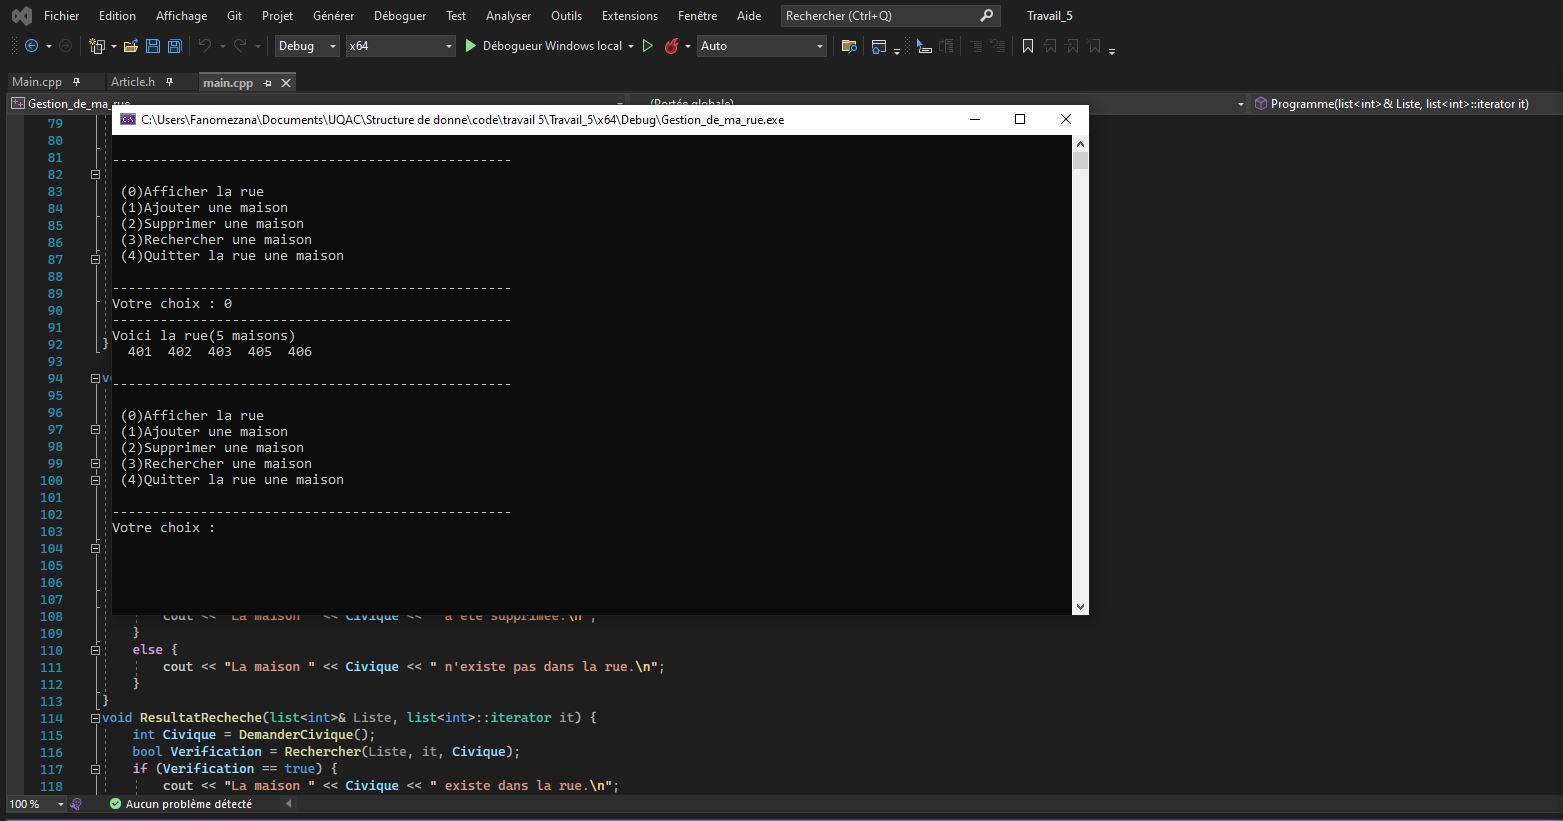 Fichier Edition Affichage Git Projet Générer Déboguer Test Analyser Outils Extensions Fenêtre Aide Rechercher (Ctrl+Q) Travail_5
Debug x64 Débogueur Windows local Auto
Main.cpp Article.h main.cpp
Gestion_de_ma_rue (Portée globale) Programme(list<int>& Liste, list<int>::iterator it)
C:\Users\Fanomezana\Documents\UQAC\Structure de donne\code\travail 5\Travail_5\x64\Debug\Gestion_de_ma_rue.exe
--------------------------------------------------
(0)Afficher la rue
(1)Ajouter une maison
(2)Supprimer une maison
(3)Rechercher une maison
(4)Quitter la rue une maison
--------------------------------------------------
Votre choix : 0
--------------------------------------------------
Voici la rue(5 maisons)
401 402 403 405 406
--------------------------------------------------
(0)Afficher la rue
(1)Ajouter une maison
(2)Supprimer une maison
(3)Rechercher une maison
(4)Quitter la rue une maison
--------------------------------------------------
Votre choix :
79
80
81
82
83
84
85
86
87
88
89
90
91
92 }
93
94 v
95
96
97
98
99
100
101
102
103
104
105
106
107
108 cout << "La maison " << Civique << " a été supprimée.\n";
109 }
110 else {
111 cout << "La maison " << Civique << " n'existe pas dans la rue.\n";
112 }
113 }
114 void ResultatRecheche(list<int>& Liste, list<int>::iterator it) {
115 int Civique = DemanderCivique();
116 bool Verification = Rechercher(Liste, it, Civique);
117 if (Verification == true) {
118 cout << "La maison " << Civique << " existe dans la rue.\n";
100 % Aucun problème détecté